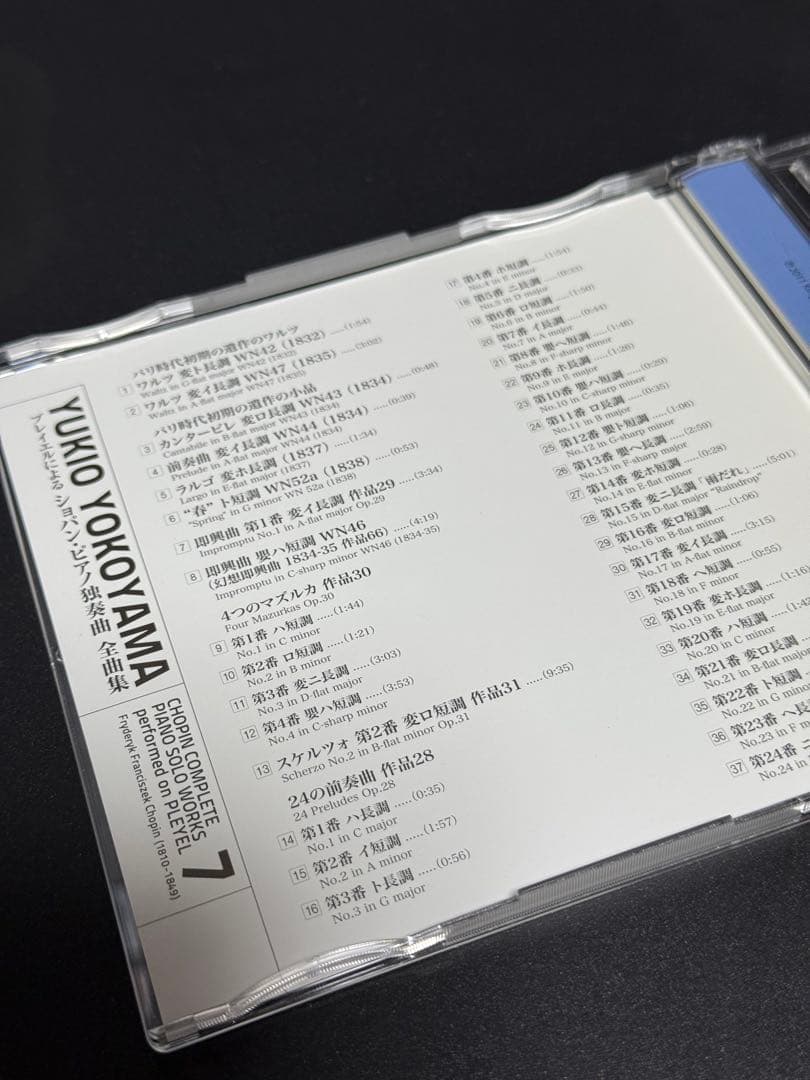 YUKIO YOKOYAMA
プレイエルによる ショパン・ピアノ独奏曲 全曲集
CHOPIN COMPLETE
PIANO SOLO WORKS
performed on PLEYEL
Fryderyk Franciszek Chopin (1810-1849)
7
パリ時代初期の遺作のワルツ
1 ワルツ 変ト長調 WN42 (1832) .....(1:54)
Waltz in G-flat major WN42 (1832)
2 ワルツ 変イ長調 WN47 (1835) .....(3:02)
Waltz in A-flat major WN47 (1835)
パリ時代初期の遺作の小品
3 カンタービレ 変ロ長調 WN43 (1834) .....(0:48)
Cantabile in B-flat major WN43 (1834)
4 前奏曲 変イ長調 WN44 (1834) .....(0:39)
Prelude in A-flat major WN44 (1834)
5 ラルゴ 変ホ長調 (1837) .....(1:34)
Largo in E-flat major (1837)
6 "春" ト短調 WN52a (1838) .....(0:53)
"Spring" in G minor WN 52a (1838)
7 即興曲 第1番 変イ長調 作品29 .....(3:34)
Impromptu No.1 in A-flat major Op.29
8 即興曲 嬰ハ短調 WN46
(幻想即興曲 1834-35 作品66) .....(4:19)
Impromptu in C-sharp minor WN46 (1834-35)
4つのマズルカ 作品30
Four Mazurkas Op.30
9 第1番 ハ短調 .....(1:44)
No.1 in C minor
10 第2番 ロ短調 .....(1:21)
No.2 in B minor
11 第3番 変ニ長調 .....(3:03)
No.3 in D-flat major
12 第4番 嬰ハ短調 .....(3:53)
No.4 in C-sharp minor
13 スケルツォ 第2番 変ロ短調 作品31 .....(9:35)
Scherzo No.2 in B-flat minor Op.31
24の前奏曲 作品28
24 Preludes Op.28
14 第1番 ハ長調 .....(0:35)
No.1 in C major
15 第2番 イ短調 .....(1:57)
No.2 in A minor
16 第3番 ト長調 .....(0:56)
No.3 in G major
17 第4番 ホ短調 .....(1:54)
No.4 in E minor
18 第5番 ニ長調 .....(0:33)
No.5 in D major
19 第6番 ロ短調 .....(1:50)
No.6 in B minor
20 第7番 イ長調 .....(0:44)
No.7 in A major
21 第8番 嬰ヘ短調 .....(1:46)
No.8 in F-sharp minor
22 第9番 ホ長調 .....(1:26)
No.9 in E major
23 第10番 嬰ハ短調 .....(0:29)
No.10 in C-sharp minor
24 第11番 ロ長調 .....(0:35)
No.11 in B major
25 第12番 嬰ト短調 .....(1:06)
No.12 in G-sharp minor
26 第13番 嬰ヘ長調 .....(2:59)
No.13 in F-sharp major
27 第14番 変ホ短調 .....(0:28)
No.14 in E-flat minor
28 第15番 変ニ長調「雨だれ」 .....(5:01)
No.15 in D-flat major "Raindrop"
29 第16番 変ロ短調 .....(1:06)
No.16 in B-flat minor
30 第17番 変イ長調 .....(3:15)
No.17 in A-flat major
31 第18番 ヘ短調 .....(0:55)
No.18 in F minor
32 第19番 変ホ長調 .....(1:16)
No.19 in E-flat major
33 第20番 ハ短調
No.20 in C minor
34 第21番 変ロ長調
No.21 in B-flat major
35 第22番 ト短調
No.22 in G minor
36 第23番 ヘ長調
No.23 in F
37 第24番 ニ
No.24 in
℗2011